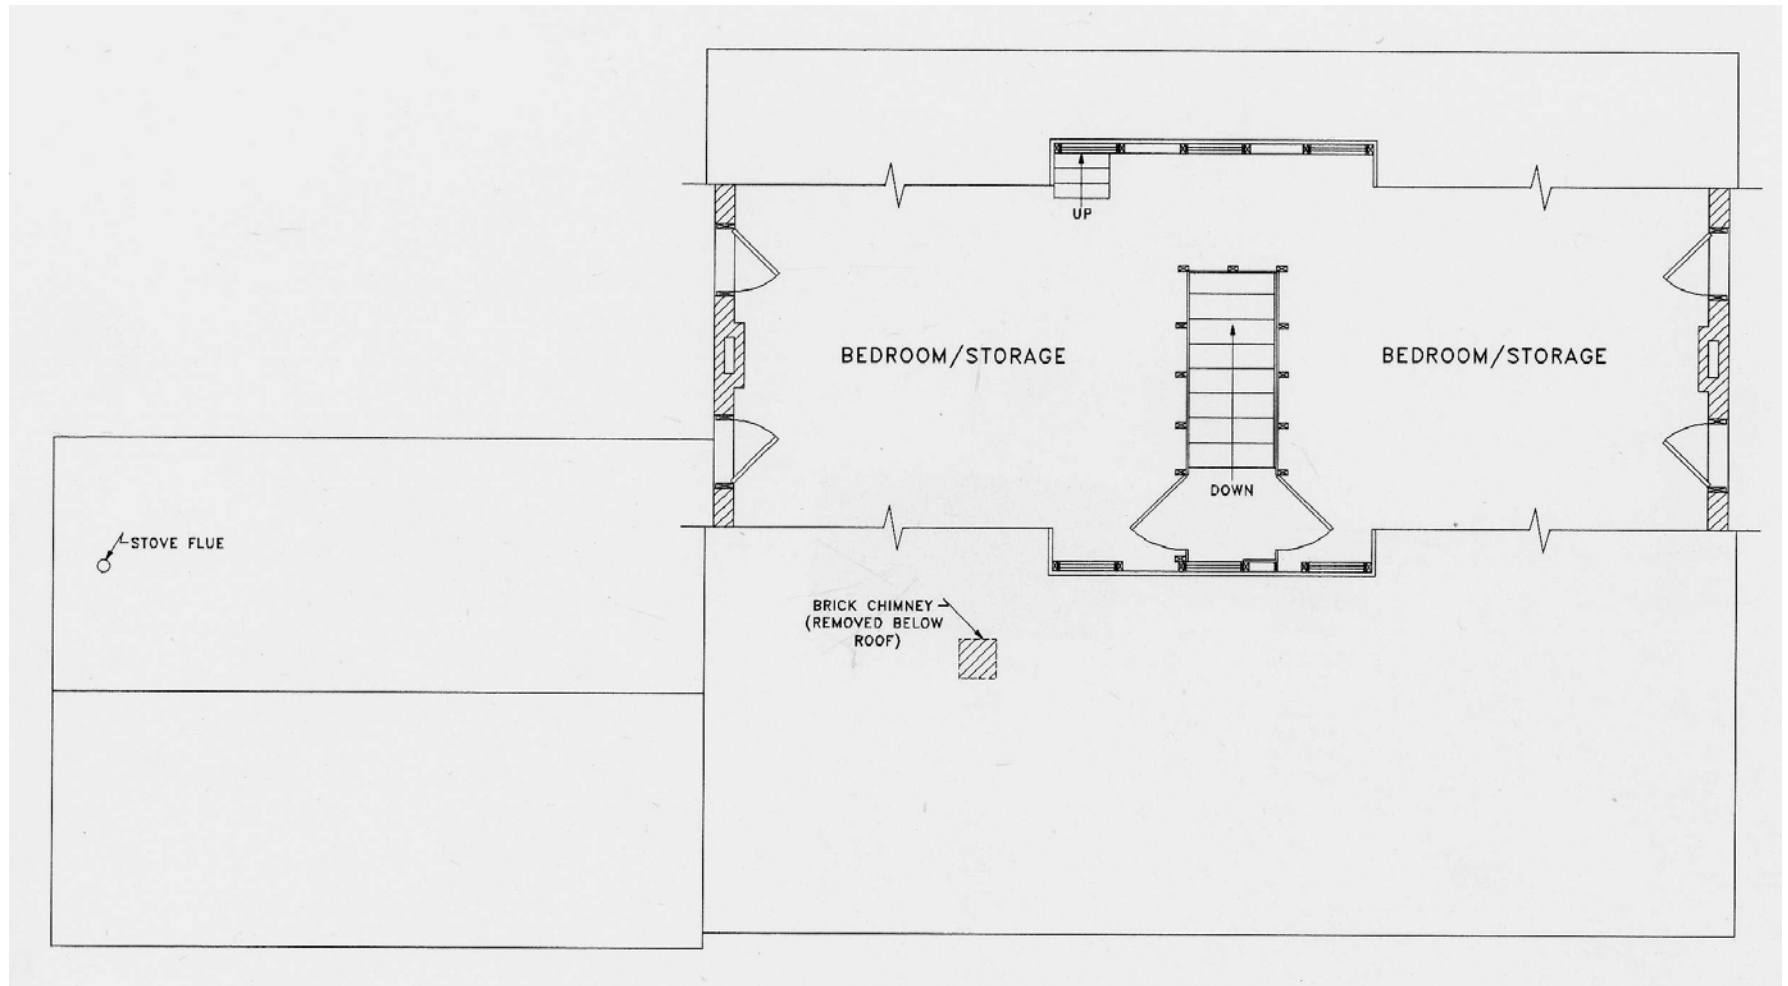 UP
BEDROOM/STORAGE
BEDROOM/STORAGE
DOWN
STOVE FLUE
BRICK CHIMNEY
(REMOVED BELOW
ROOF)